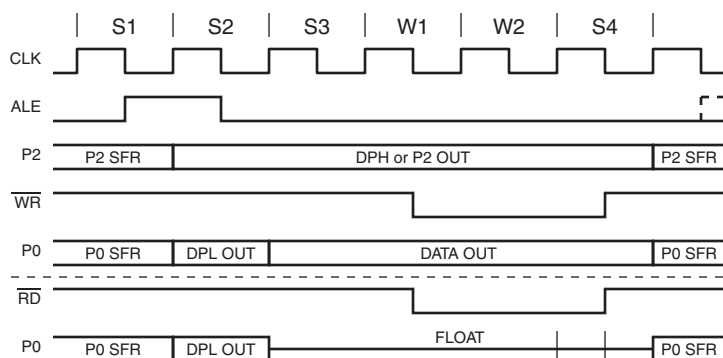 S1 S2 S3 W1 W2 S4
CLK
ALE
P2 P2 SFR DPH or P2 OUT P2 SFR
WR
P0 P0 SFR DPL OUT DATA OUT P0 SFR
RD
FLOAT
P0 P0 SFR DPL OUT P0 SFR